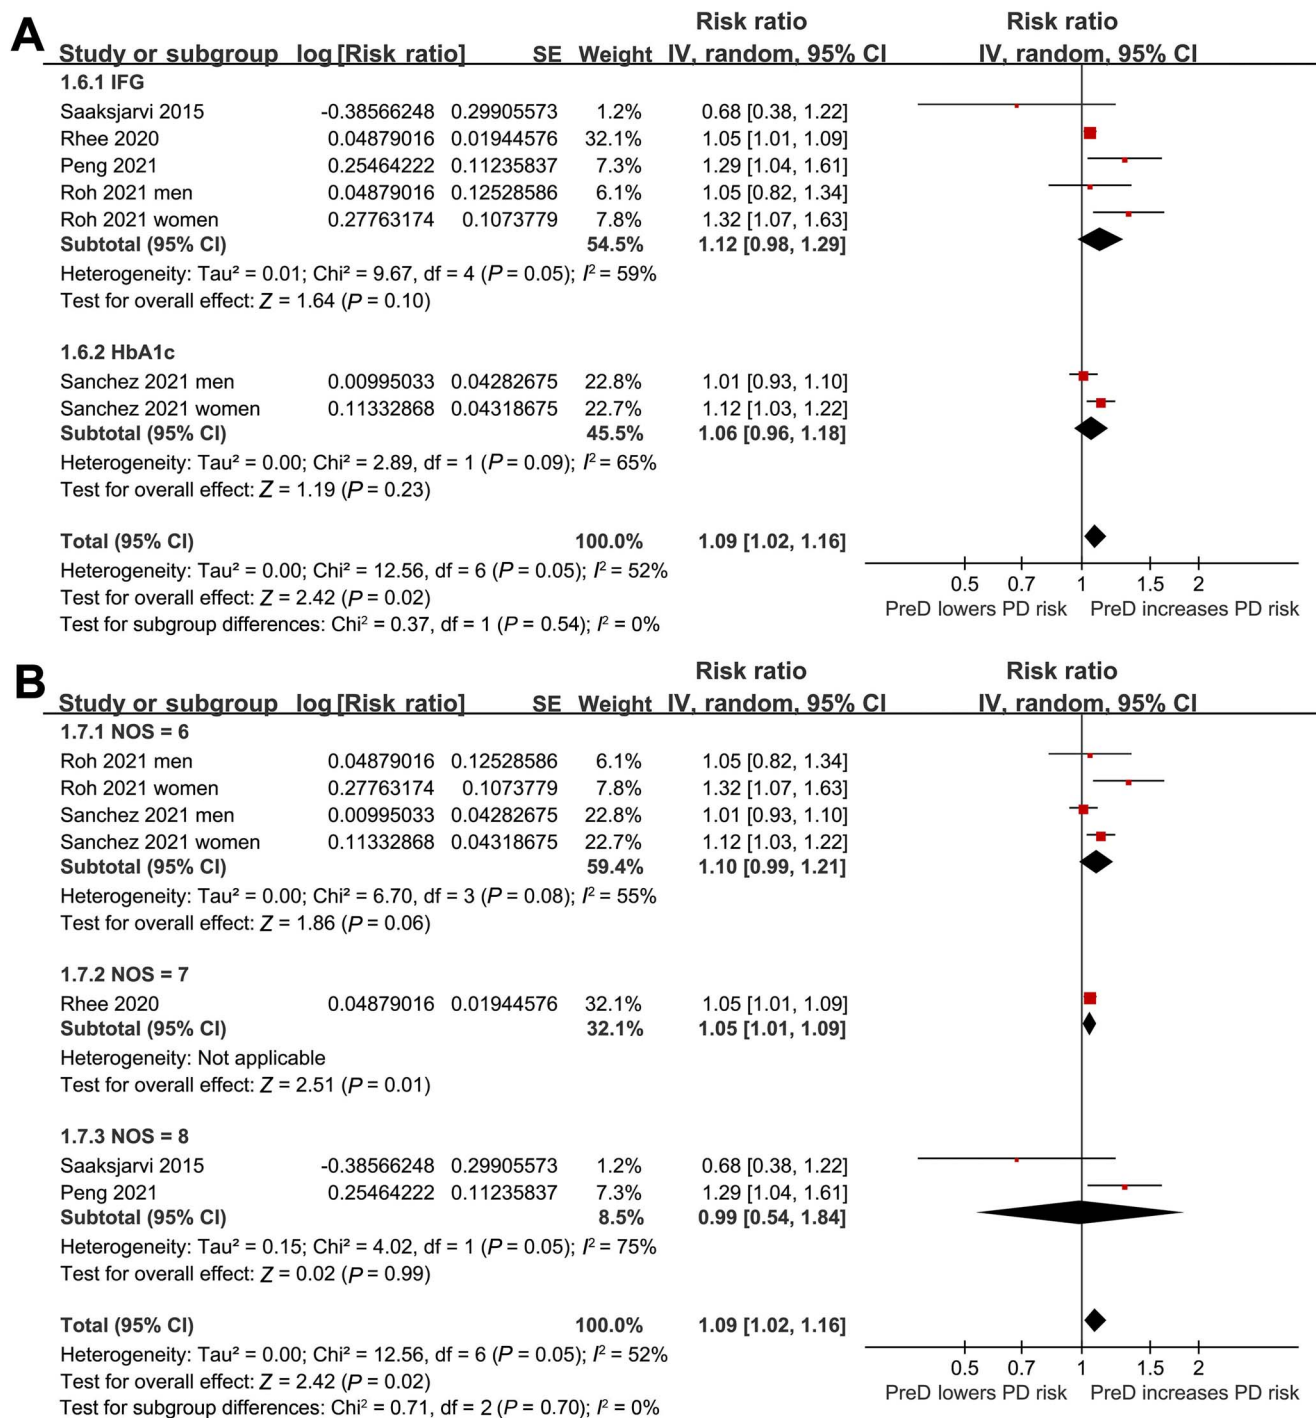 A
Risk ratio Risk ratio
Study or subgroup log [Risk ratio] SE Weight IV, random, 95% CI IV, random, 95% CI
1.6.1 IFG
Saaksjarvi 2015 -0.38566248 0.29905573 1.2% 0.68 [0.38, 1.22]
Rhee 2020 0.04879016 0.01944576 32.1% 1.05 [1.01, 1.09]
Peng 2021 0.25464222 0.11235837 7.3% 1.29 [1.04, 1.61]
Roh 2021 men 0.04879016 0.12528586 6.1% 1.05 [0.82, 1.34]
Roh 2021 women 0.27763174 0.1073779 7.8% 1.32 [1.07, 1.63]
Subtotal (95% CI) 54.5% 1.12 [0.98, 1.29]
Heterogeneity: Tau² = 0.01; Chi² = 9.67, df = 4 (P = 0.05); I² = 59%
Test for overall effect: Z = 1.64 (P = 0.10)
1.6.2 HbA1c
Sanchez 2021 men 0.00995033 0.04282675 22.8% 1.01 [0.93, 1.10]
Sanchez 2021 women 0.11332868 0.04318675 22.7% 1.12 [1.03, 1.22]
Subtotal (95% CI) 45.5% 1.06 [0.96, 1.18]
Heterogeneity: Tau² = 0.00; Chi² = 2.89, df = 1 (P = 0.09); I² = 65%
Test for overall effect: Z = 1.19 (P = 0.23)
Total (95% CI) 100.0% 1.09 [1.02, 1.16]
Heterogeneity: Tau² = 0.00; Chi² = 12.56, df = 6 (P = 0.05); I² = 52%
Test for overall effect: Z = 2.42 (P = 0.02)
Test for subgroup differences: Chi² = 0.37, df = 1 (P = 0.54); I² = 0%
0.5 0.7 1 1.5 2
PreD lowers PD risk PreD increases PD risk
B
Risk ratio Risk ratio
Study or subgroup log [Risk ratio] SE Weight IV, random, 95% CI IV, random, 95% CI
1.7.1 NOS = 6
Roh 2021 men 0.04879016 0.12528586 6.1% 1.05 [0.82, 1.34]
Roh 2021 women 0.27763174 0.1073779 7.8% 1.32 [1.07, 1.63]
Sanchez 2021 men 0.00995033 0.04282675 22.8% 1.01 [0.93, 1.10]
Sanchez 2021 women 0.11332868 0.04318675 22.7% 1.12 [1.03, 1.22]
Subtotal (95% CI) 59.4% 1.10 [0.99, 1.21]
Heterogeneity: Tau² = 0.00; Chi² = 6.70, df = 3 (P = 0.08); I² = 55%
Test for overall effect: Z = 1.86 (P = 0.06)
1.7.2 NOS = 7
Rhee 2020 0.04879016 0.01944576 32.1% 1.05 [1.01, 1.09]
Subtotal (95% CI) 32.1% 1.05 [1.01, 1.09]
Heterogeneity: Not applicable
Test for overall effect: Z = 2.51 (P = 0.01)
1.7.3 NOS = 8
Saaksjarvi 2015 -0.38566248 0.29905573 1.2% 0.68 [0.38, 1.22]
Peng 2021 0.25464222 0.11235837 7.3% 1.29 [1.04, 1.61]
Subtotal (95% CI) 8.5% 0.99 [0.54, 1.84]
Heterogeneity: Tau² = 0.15; Chi² = 4.02, df = 1 (P = 0.05); I² = 75%
Test for overall effect: Z = 0.02 (P = 0.99)
Total (95% CI) 100.0% 1.09 [1.02, 1.16]
Heterogeneity: Tau² = 0.00; Chi² = 12.56, df = 6 (P = 0.05); I² = 52%
Test for overall effect: Z = 2.42 (P = 0.02)
Test for subgroup differences: Chi² = 0.71, df = 2 (P = 0.70); I² = 0%
0.5 0.7 1 1.5 2
PreD lowers PD risk PreD increases PD risk